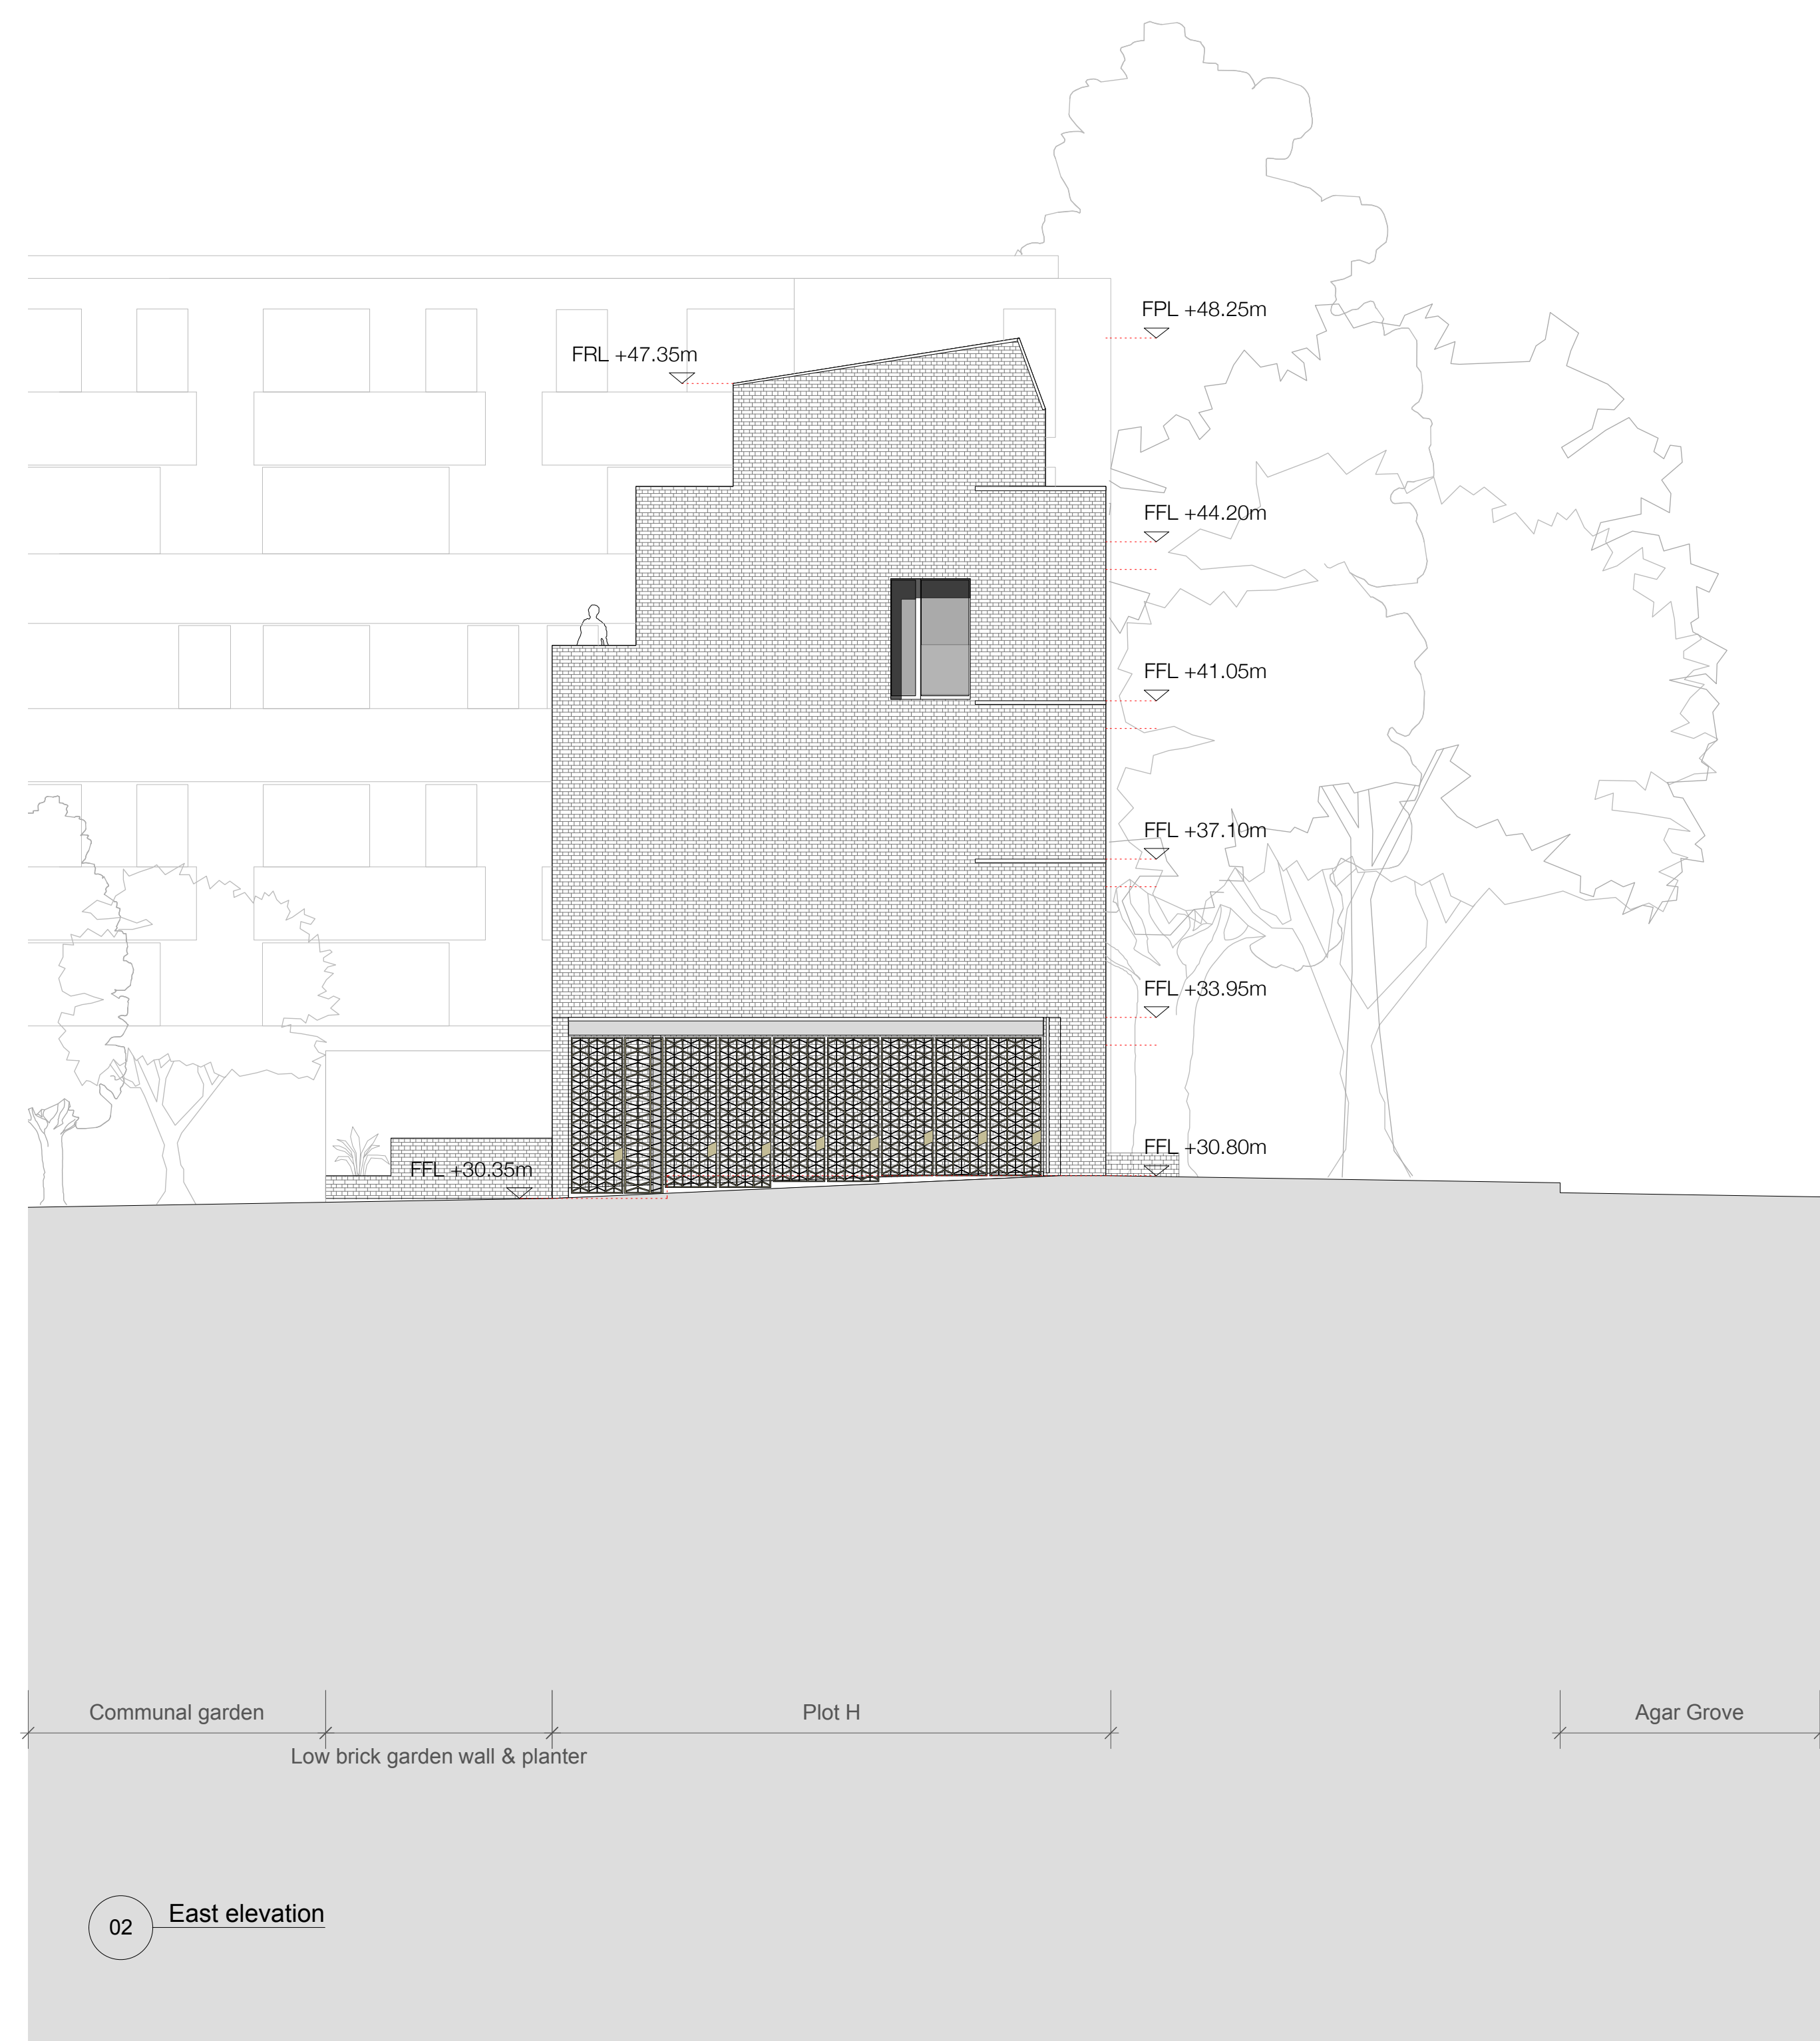 FPL +48.25m
FRL +47.35m
FFL +44.20m
FFL +41.05m
FFL +37.10m
FFL +33.95m
FFL +30.80m
FFL +30.35m
Communal garden
Plot H
Agar Grove
Low brick garden wall & planter
02
East elevation